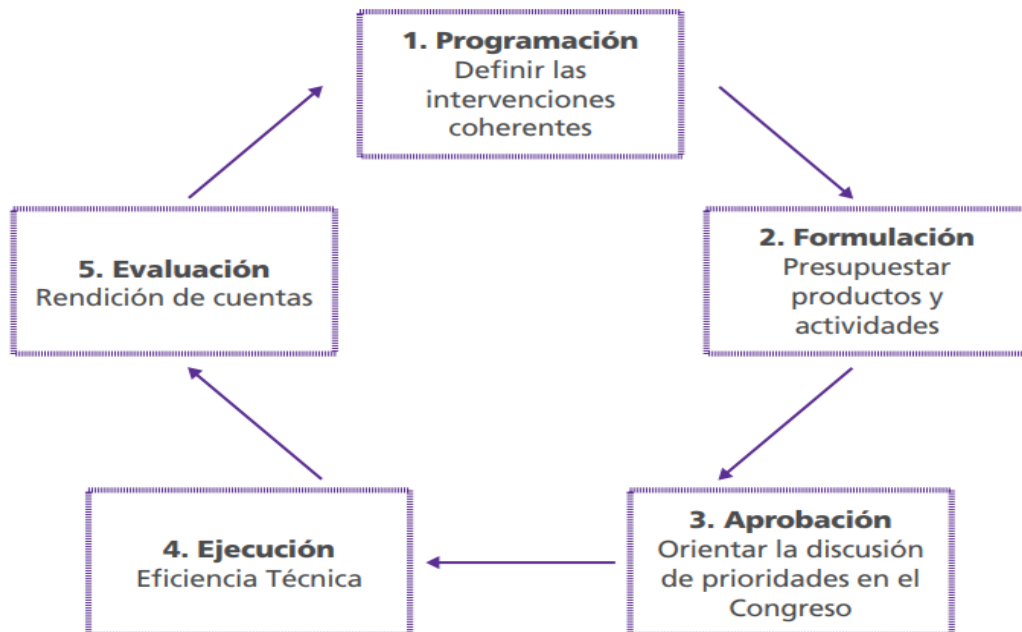 1. Programación
Definir las
intervenciones
coherentes
2. Formulación
Presupuestar
productos y
actividades
3. Aprobación
Orientar la discusión
de prioridades en el
Congreso
4. Ejecución
Eficiencia Técnica
5. Evaluación
Rendición de cuentas